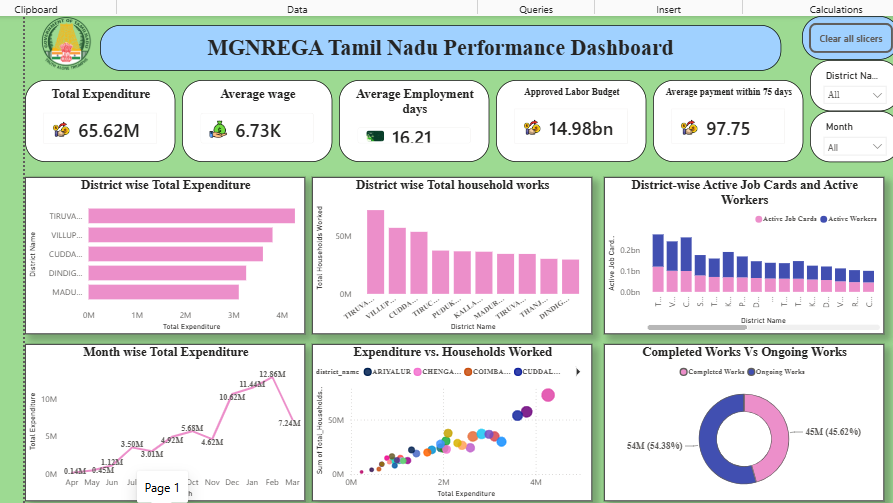 Clipboard
Data
Queries
Insert
Calculations
MGNREGA Tamil Nadu Performance Dashboard
Clear all slicers
District Na...
All
Month
All
Total Expenditure
65.62M
Average wage
6.73K
Average Employment
days
16.21
Approved Labor Budget
14.98bn
Average payment within 75 days
97.75
District wise Total Expenditure
District Name
TIRUVA...
VILLUP...
CUDDA...
DINDIG...
MADU...
0M 1M 2M 3M 4M
Total Expenditure
District wise Total household works
Total Households Worked
50M
0M
TIRUVA... VILLUP... CUDDA... TIRUC... PUDUK... KALLA... MADUR... TIRUVA... THANJ... DINDIG...
District Name
District-wise Active Job Cards and Active
Workers
Active Job Cards Active Workers
Active Job Card...
0.2bn
0.1bn
0.0bn
T... V... C... S... T... K... P... D... ... T... T... K... D... V... R... C...
District Name
Month wise Total Expenditure
Total Expenditure
10M
5M
0M
0.14M 0.45M 1.12M 3.50M 3.01M 4.92M 5.68M 4.62M 10.62M 11.44M 12.86M 7.24M
Apr May Jun Oct Nov Dec Jan Feb Mar
Page 1
Expenditure vs. Households Worked
district_name ARIYALUR CHENGA... COIMBA... CUDDAL...
Sum of Total_Households...
50M
0M
0M 2M 4M
Total Expenditure
Completed Works Vs Ongoing Works
Completed Works Ongoing Works
45M (45.62%)
54M (54.38%)